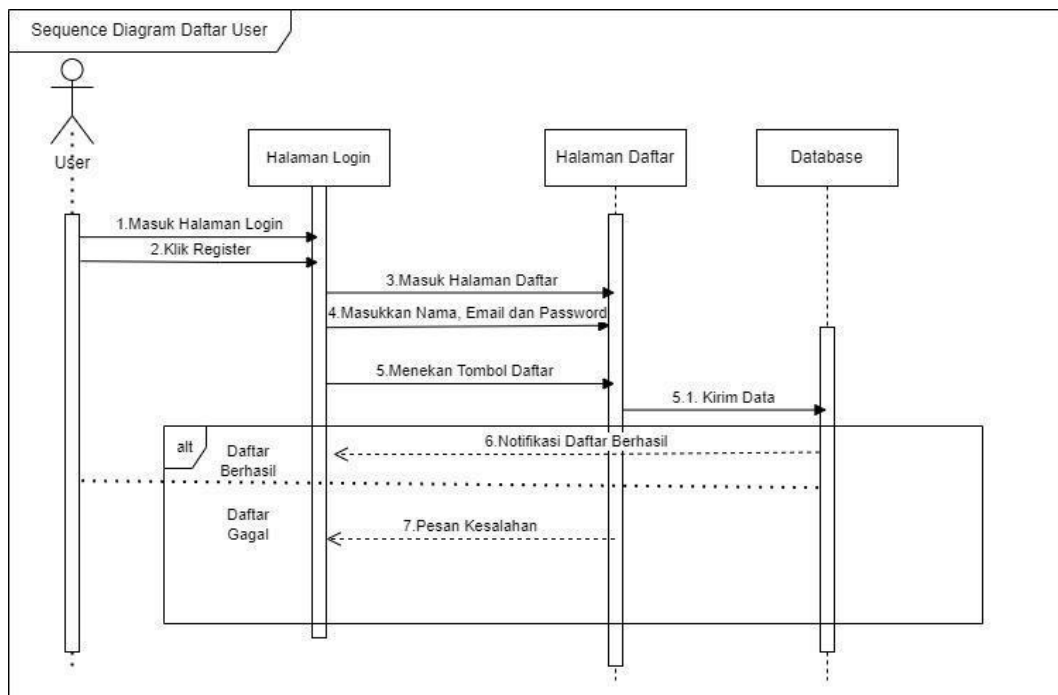 Sequence Diagram Daftar User
User
Halaman Login
Halaman Daftar
Database
1.Masuk Halaman Login
2.Klik Register
3.Masuk Halaman Daftar
4.Masukkan Nama, Email dan Password
5.Menekan Tombol Daftar
5.1. Kirim Data
alt
Daftar
Berhasil
6.Notifikasi Daftar Berhasil
Daftar
Gagal
7.Pesan Kesalahan